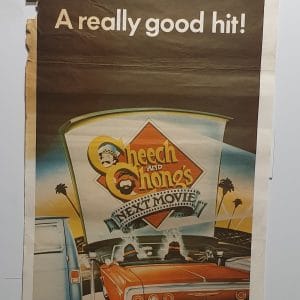 A really good hit!
Cheech
AND
Chong's
NEXT MOVIE